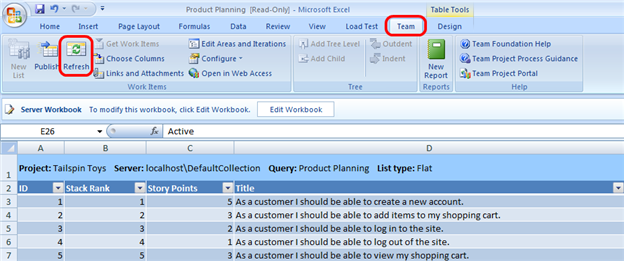 Product Planning  [Read-Only] - Microsoft Excel
Table Tools
Home Insert Page Layout Formulas Data Review View Load Test Team Design
New List
Publish
Refresh
Get Work Items
Choose Columns
Links and Attachments
Edit Areas and Iterations
Configure
Open in Web Access
Work Items
Add Tree Level
Add Child
Outdent
Indent
Tree
New Report
Reports
Team Foundation Help
Team Project Process Guidance
Team Project Portal
Help
Server Workbook To modify this workbook, click Edit Workbook. Edit Workbook
E26 fx Active
A B C D
1 Project: Tailspin Toys Server: localhost\DefaultCollection Query: Product Planning List type: Flat
2 ID Stack Rank Story Points Title
3 1 1 5 As a customer I should be able to create a new account.
4 2 2 3 As a customer I should be able to add items to my shopping cart.
5 3 3 2 As a customer I should be able to log in to the site.
6 4 4 1 As a customer I should be able to log out of the site.
7 5 5 3 As a customer I should be able to view my shopping cart.